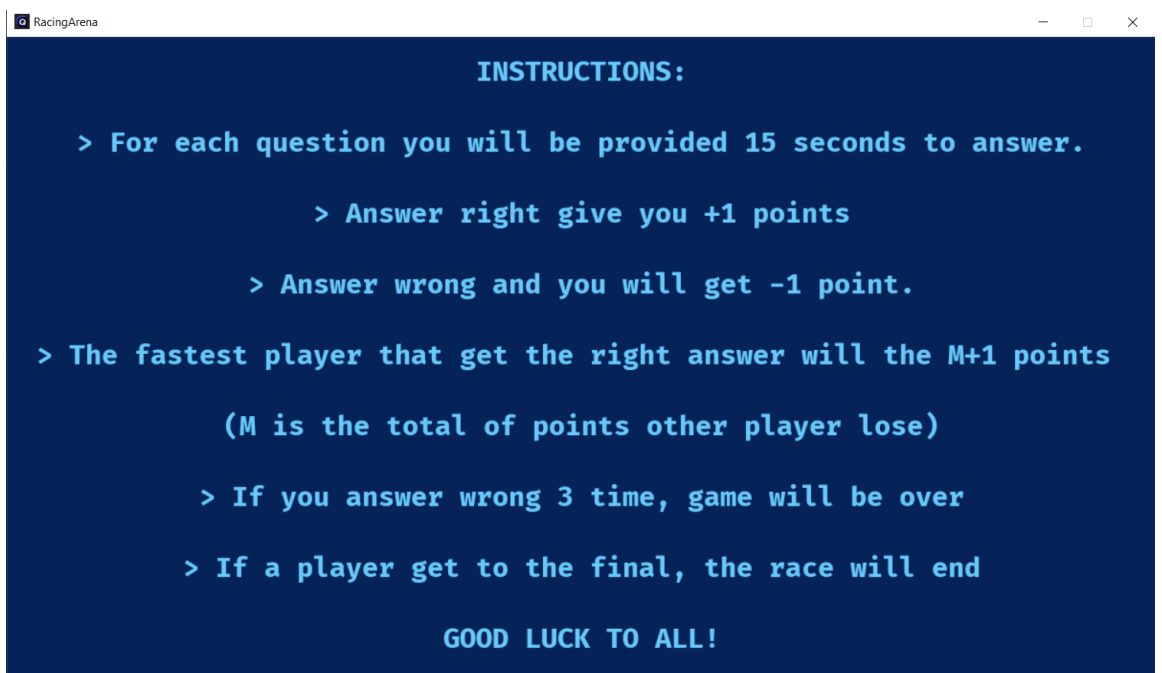 RacingArena
INSTRUCTIONS:
> For each question you will be provided 15 seconds to answer.
> Answer right give you +1 points
> Answer wrong and you will get -1 point.
> The fastest player that get the right answer will the M+1 points
(M is the total of points other player lose)
> If you answer wrong 3 time, game will be over
> If a player get to the final, the race will end
GOOD LUCK TO ALL!